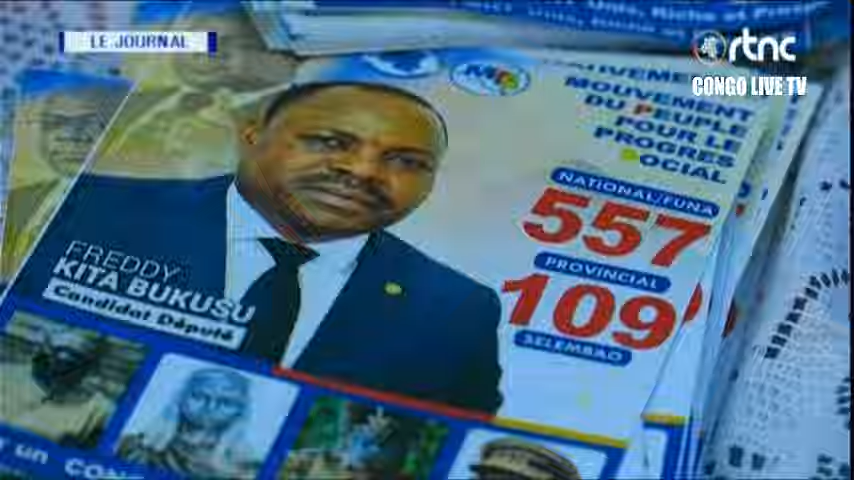 LE JOURNAL
rtnc
CONGO LIVE TV
MOUVEMENT
DU PEUPLE
POUR LE
PROGRES
SOCIAL
NATIONAL/FUNA
557
PROVINCIAL
109
SELEMBAO
FREDDY
KITA BUKUSU
Candidat Député
un